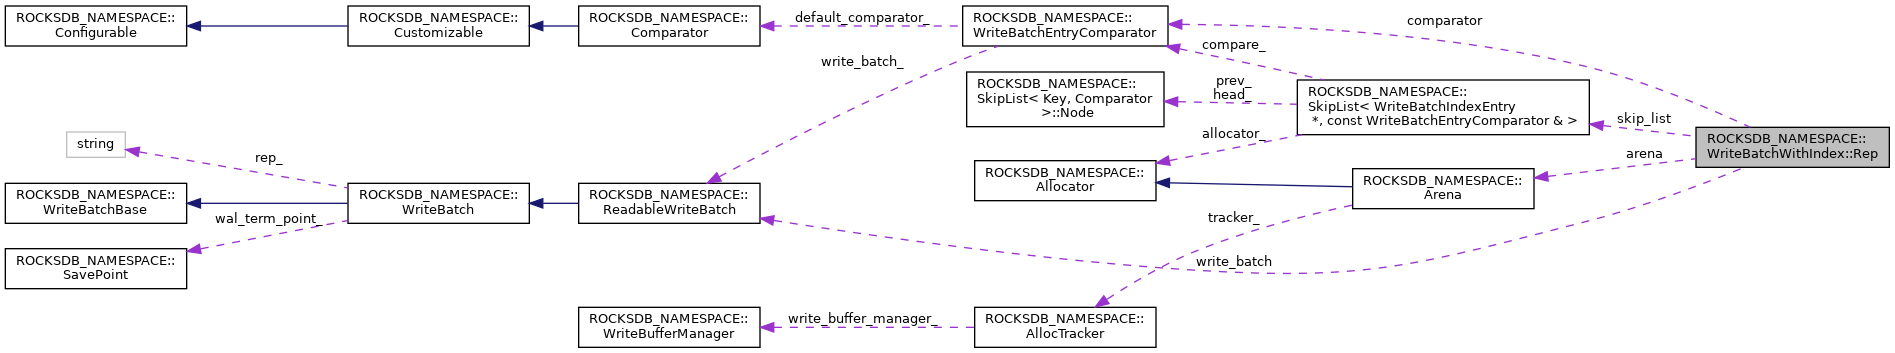 ROCKSDB_NAMESPACE::
Configurable
ROCKSDB_NAMESPACE::
Customizable
ROCKSDB_NAMESPACE::
Comparator
default_comparator_
ROCKSDB_NAMESPACE::
WriteBatchEntryComparator
comparator
compare_
write_batch_
ROCKSDB_NAMESPACE::
SkipList< Key, Comparator
>::Node
prev_
head_
ROCKSDB_NAMESPACE::
SkipList< WriteBatchIndexEntry
*, const WriteBatchEntryComparator & >
skip_list
ROCKSDB_NAMESPACE::
WriteBatchWithIndex::Rep
string
rep_
allocator_
arena
ROCKSDB_NAMESPACE::
Allocator
ROCKSDB_NAMESPACE::
Arena
ROCKSDB_NAMESPACE::
WriteBatchBase
ROCKSDB_NAMESPACE::
WriteBatch
ROCKSDB_NAMESPACE::
ReadableWriteBatch
wal_term_point_
tracker_
write_batch
ROCKSDB_NAMESPACE::
SavePoint
ROCKSDB_NAMESPACE::
WriteBufferManager
write_buffer_manager_
ROCKSDB_NAMESPACE::
AllocTracker